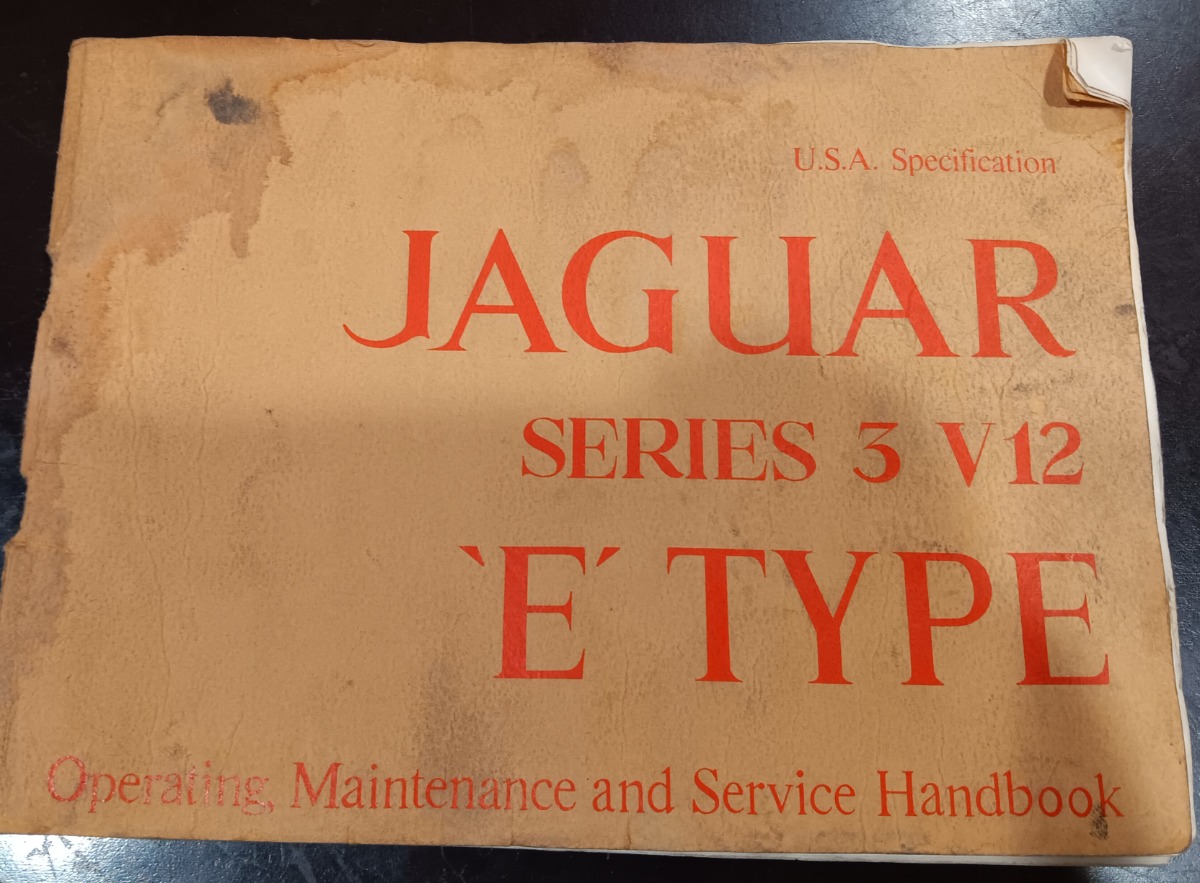 U.S.A. Specification
JAGUAR
SERIES 3 V12
`E´ TYPE
Operating, Maintenance and Service Handbook